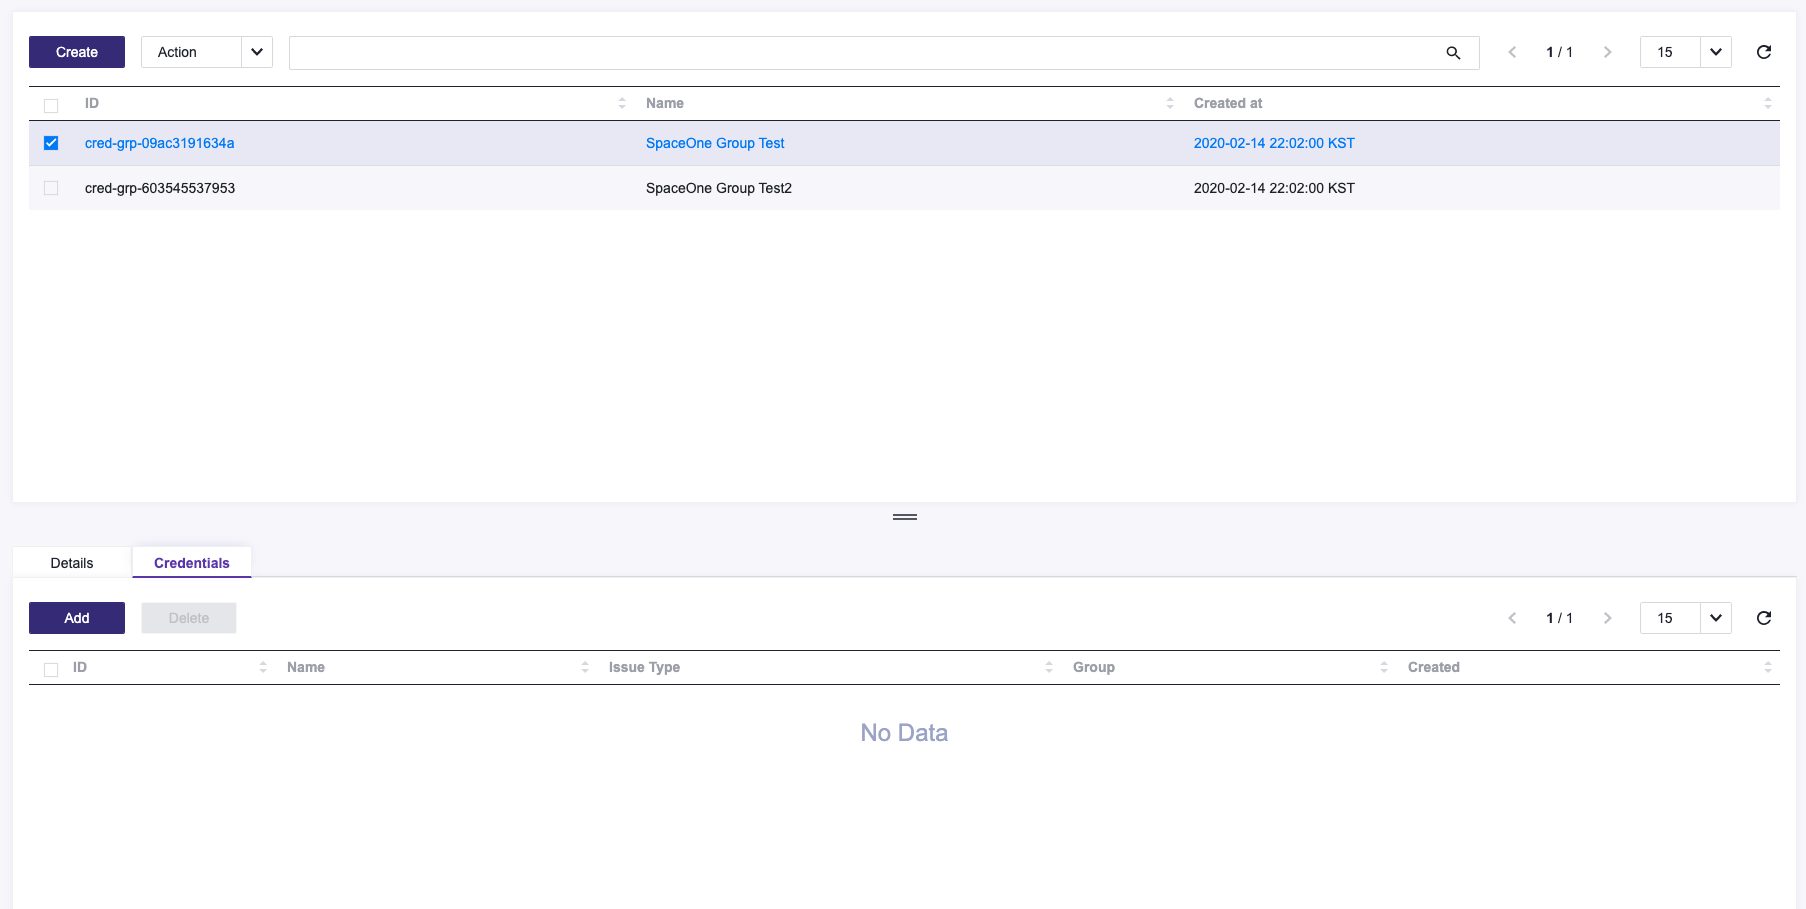 Create Action 1 / 1 15
ID Name Created at
cred-grp-09ac3191634a SpaceOne Group Test 2020-02-14 22:02:00 KST
cred-grp-603545537953 SpaceOne Group Test2 2020-02-14 22:02:00 KST
Details Credentials
Add Delete 1 / 1 15
ID Name Issue Type Group Created
No Data